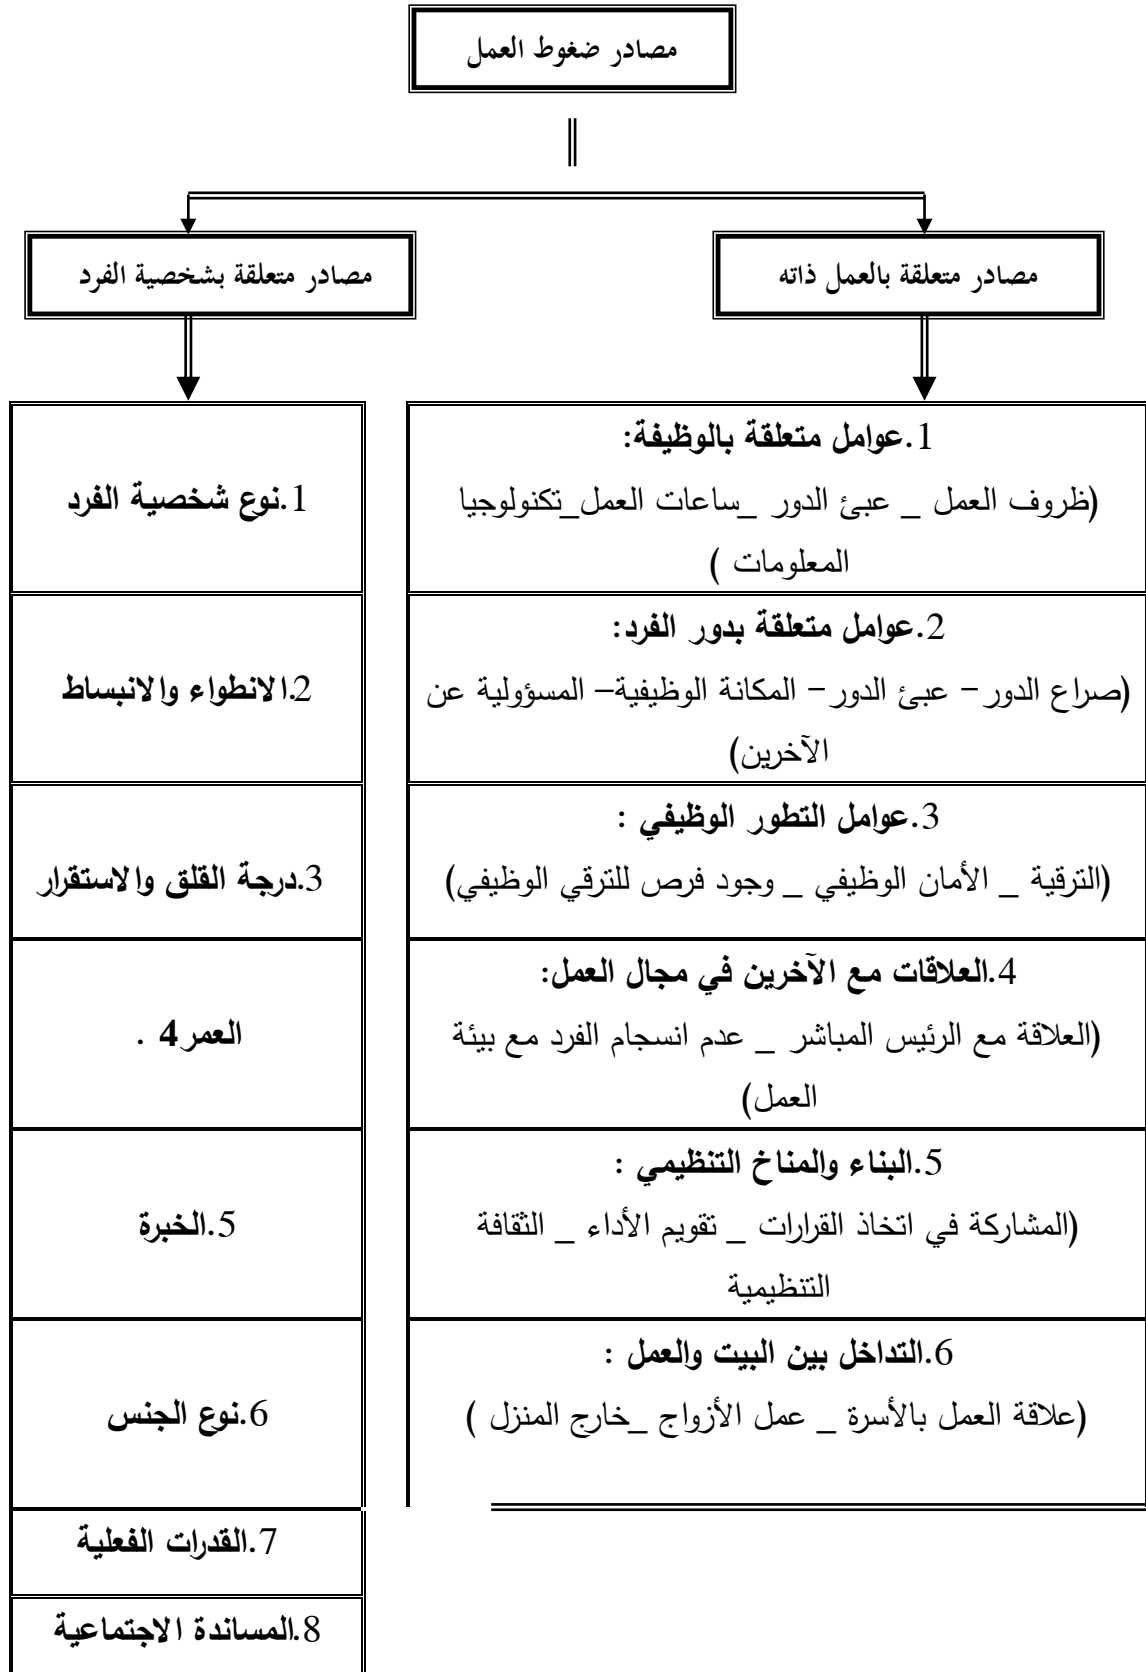 مصادر ضغوط العمل
مصادر متعلقة بالعمل ذاته
مصادر متعلقة بشخصية الفرد
1.عوامل متعلقة بالوظيفة:
(ظروف العمل _ عبئ الدور _ساعات العمل_تكنولوجيا
المعلومات )
2.عوامل متعلقة بدور الفرد:
(صراع الدور – عبئ الدور – المكانة الوظيفية– المسؤولية عن
الآخرين)
3.عوامل التطور الوظيفي :
(الترقية _ الأمان الوظيفي _ وجود فرص للترقي الوظيفي)
4.العلاقات مع الآخرين في مجال العمل:
(العلاقة مع الرئيس المباشر _ عدم انسجام الفرد مع بيئة
العمل)
5.البناء والمناخ التنظيمي :
(المشاركة في اتخاذ القرارات _ تقويم الأداء _ الثقافة
التنظيمية
6.التداخل بين البيت والعمل :
(علاقة العمل بالأسرة _ عمل الأزواج _خارج المنزل )
1.نوع شخصية الفرد
2.الانطواء والانبساط
3.درجة القلق والاستقرار
العمر4 .
5.الخبرة
6.نوع الجنس
7.القدرات الفعلية
8.المساندة الاجتماعية